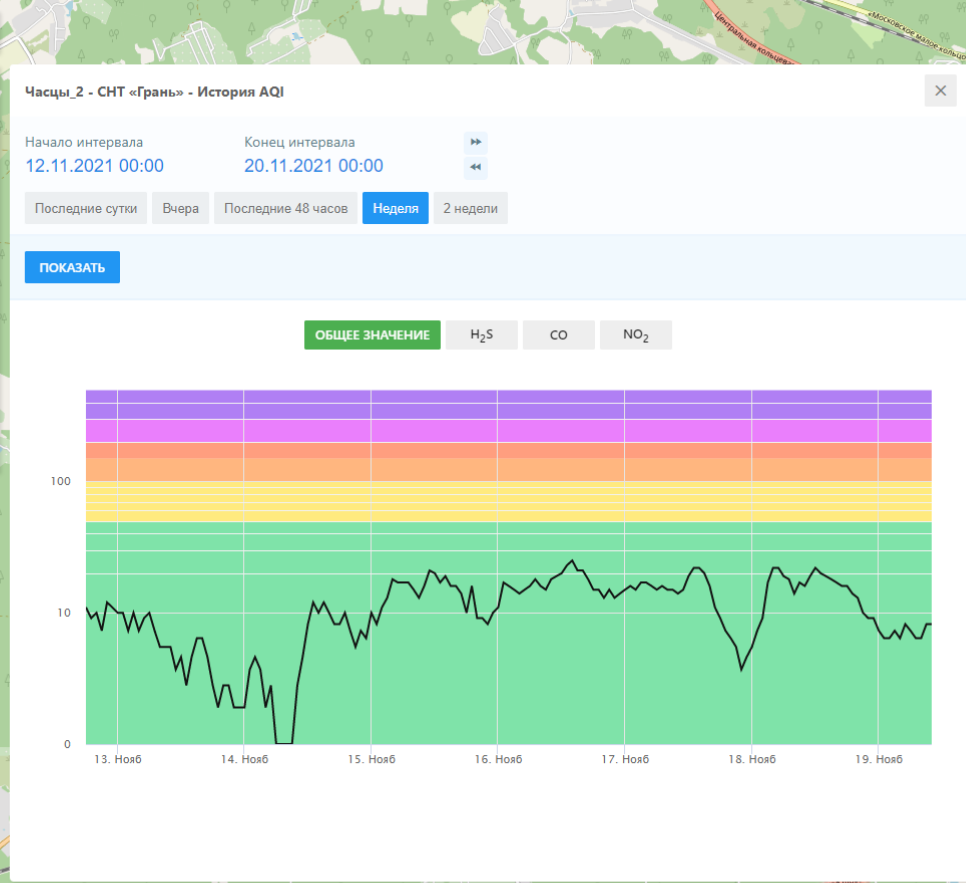 Центральная кольцевая
«Московское малое кольцо
Часцы_2 - СНТ «Грань» - История AQI
Начало интервала Конец интервала
12.11.2021 00:00 20.11.2021 00:00
Последние сутки Вчера Последние 48 часов Неделя 2 недели
ПОКАЗАТЬ
ОБЩЕЕ ЗНАЧЕНИЕ H₂S CO NO₂
100
10
0
13. Нояб 14. Нояб 15. Нояб 16. Нояб 17. Нояб 18. Нояб 19. Нояб